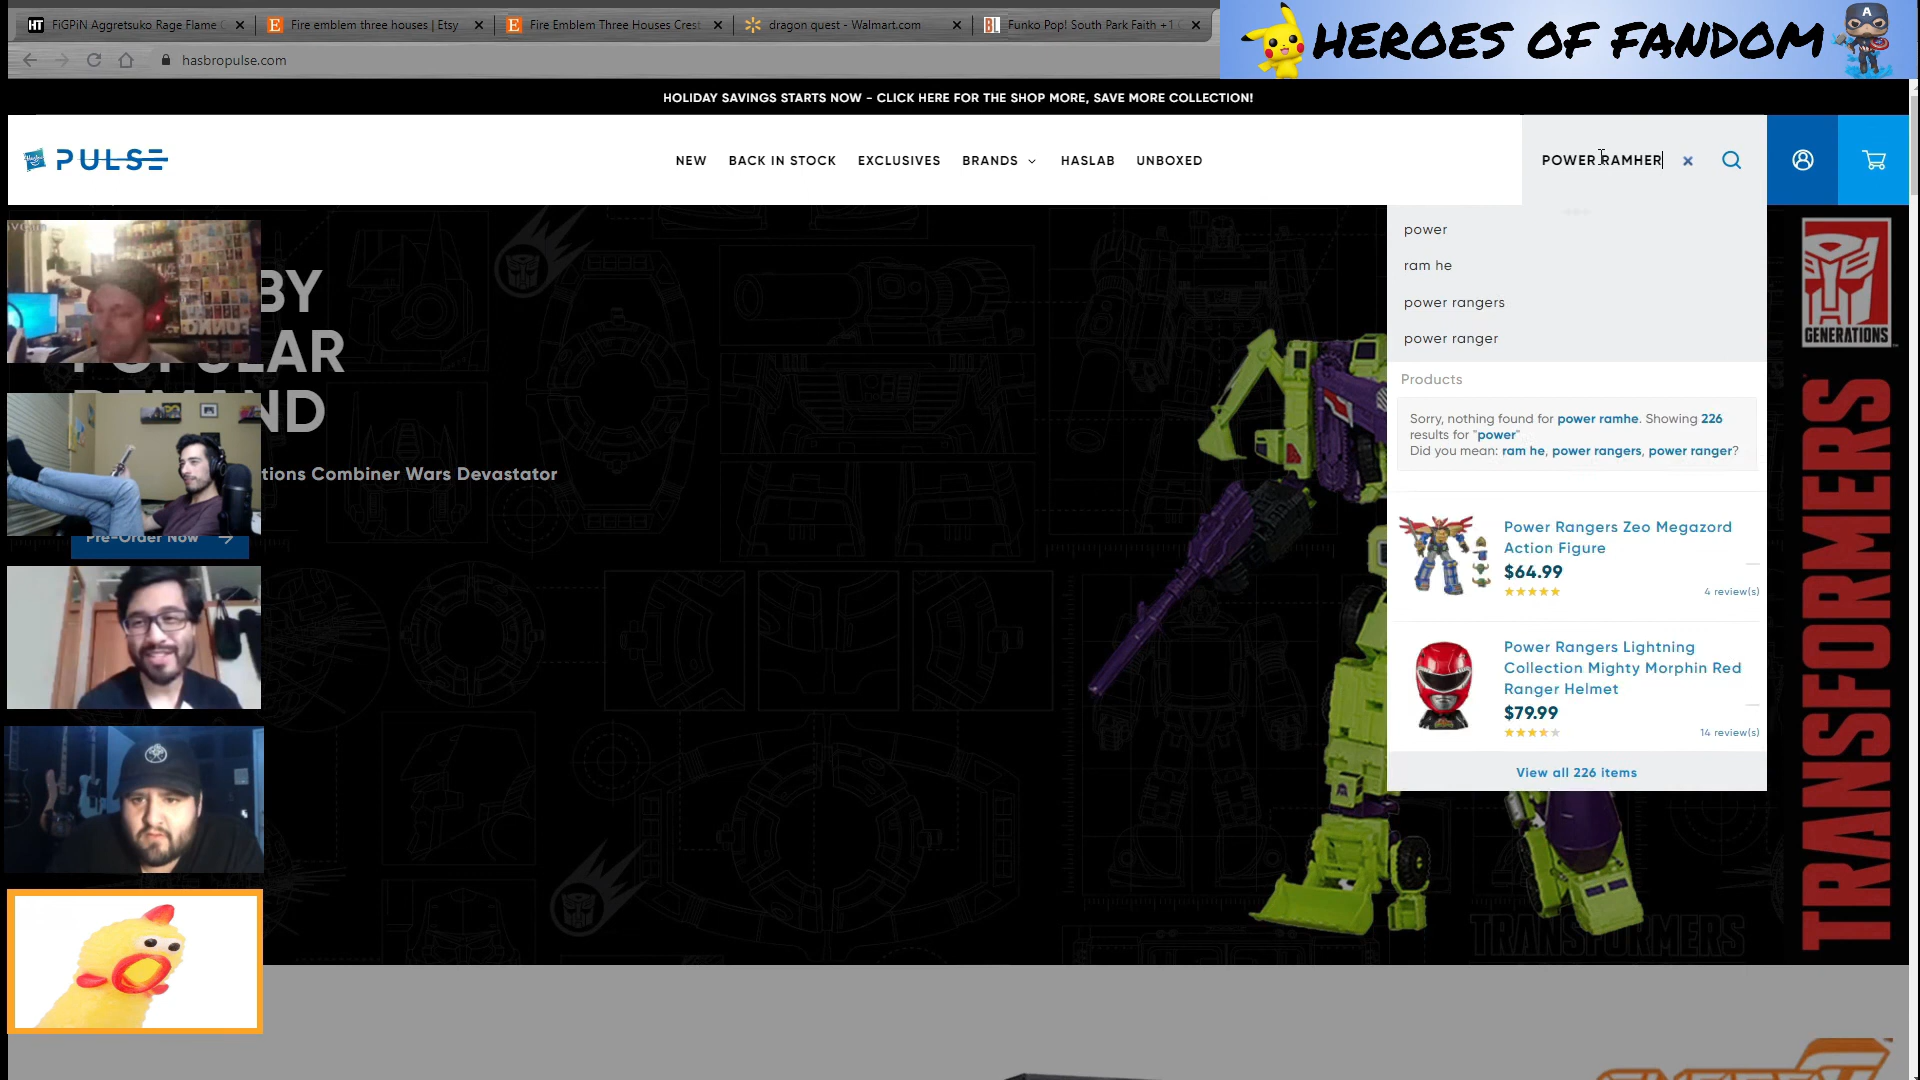 FiGPiN Aggretsuko Rage Flame
Fire emblem three houses | Etsy
Fire Emblem Three Houses Crest
dragon quest - Walmart.com
Funko Pop! South Park Faith +1
HEROES OF FANDOM
hasbropulse.com
HOLIDAY SAVINGS STARTS NOW - CLICK HERE FOR THE SHOP MORE, SAVE MORE COLLECTION!
PULSE
NEW BACK IN STOCK EXCLUSIVES BRANDS HASLAB UNBOXED
POWER RAMHER
power
ram he
power rangers
power ranger
Products
Sorry, nothing found for power ramhe. Showing 226
results for "power"
Did you mean: ram he, power rangers, power ranger?
Power Rangers Zeo Megazord
Action Figure
$64.99
4 review(s)
Power Rangers Lightning
Collection Mighty Morphin Red
Ranger Helmet
$79.99
14 review(s)
View all 226 items
BY
POPULAR
DEMAND
tions Combiner Wars Devastator
Pre-Order Now
GENERATIONS
TRANSFORMERS
TRANSFORMERS